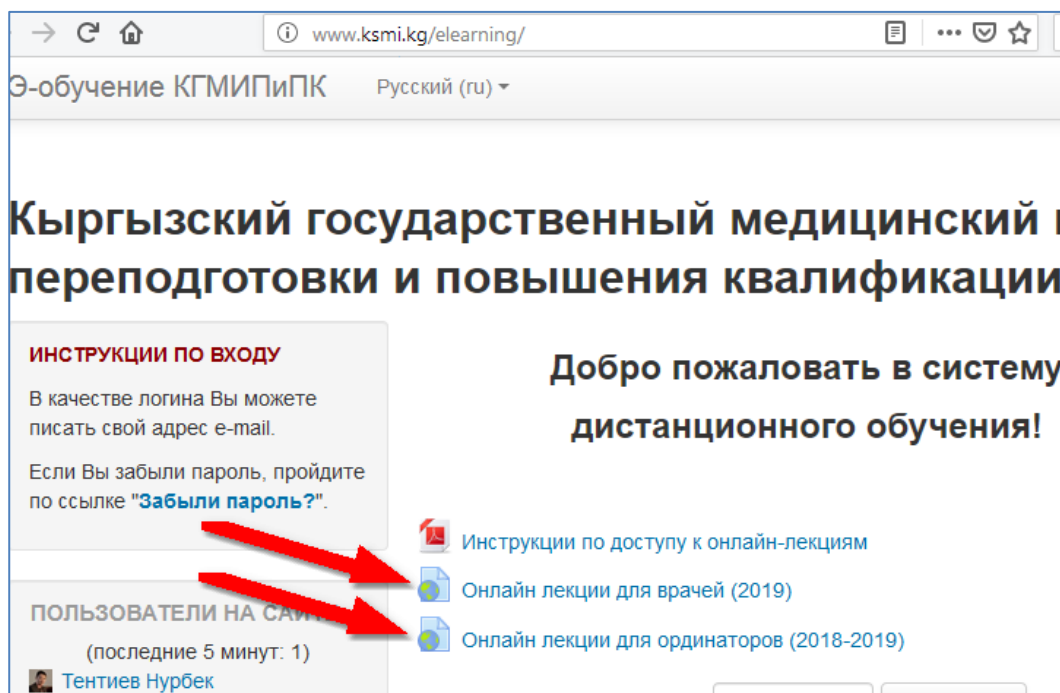 www.ksmi.kg/elearning/
Э-обучение КГМИПиПК
Русский (ru)
Кыргызский государственный медицинский
переподготовки и повышения квалификации
ИНСТРУКЦИИ ПО ВХОДУ
В качестве логина Вы можете
писать свой адрес e-mail.
Если Вы забыли пароль, пройдите
по ссылке "Забыли пароль?".
Добро пожаловать в систему
дистанционного обучения!
Инструкции по доступу к онлайн-лекциям
Онлайн лекции для врачей (2019)
Онлайн лекции для ординаторов (2018-2019)
ПОЛЬЗОВАТЕЛИ НА
(последние 5 минут: 1)
Тентиев Нурбек